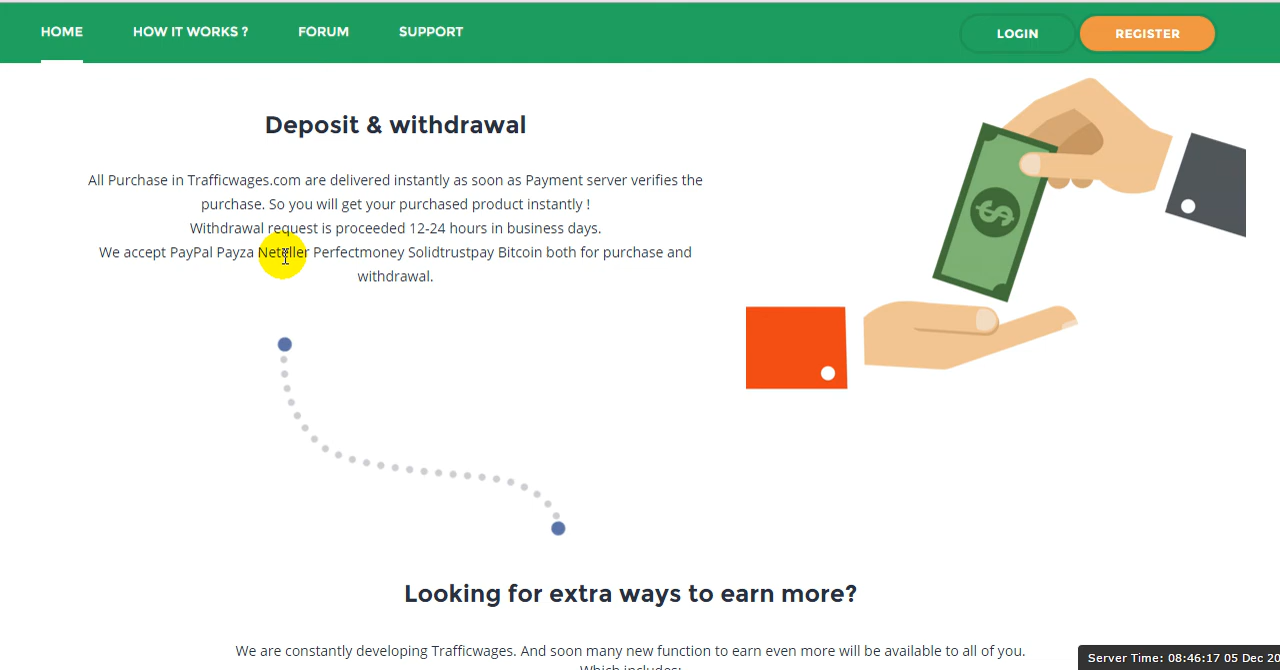 HOME HOW IT WORKS ? FORUM SUPPORT LOGIN REGISTER
Deposit & withdrawal
All Purchase in Trafficwages.com are delivered instantly as soon as Payment server verifies the
purchase. So you will get your purchased product instantly !
Withdrawal request is proceeded 12-24 hours in business days.
We accept PayPal Payza Neteller Perfectmoney Solidtrustpay Bitcoin both for purchase and
withdrawal.
$
Looking for extra ways to earn more?
We are constantly developing Trafficwages. And soon many new function to earn even more will be available to all of you.
Which includes:
Server Time: 08:46:17 05 Dec 20